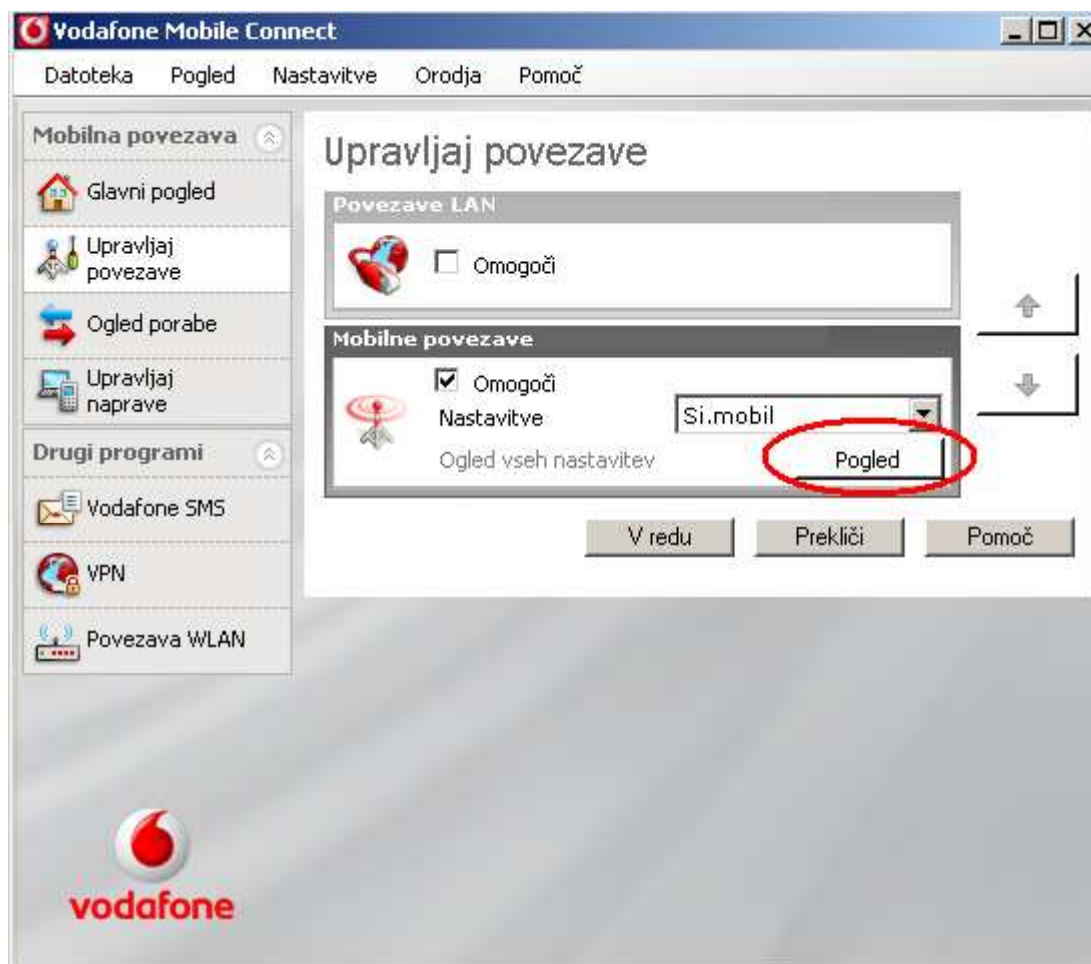 Vodafone Mobile Connect
Datoteka Pogled Nastavitve Orodja Pomoč
Mobilna povezava
Glavni pogled
Upravljaj
povezave
Ogled porabe
Upravljaj
naprave
Drugi programi
Vodafone SMS
VPN
Povezava WLAN
Upravljaj povezave
Povezave LAN
Omogoči
Mobilne povezave
Omogoči
Nastavitve Si.mobil
Ogled vseh nastavitev Pogled
V redu Prekliči Pomoč
vodafone